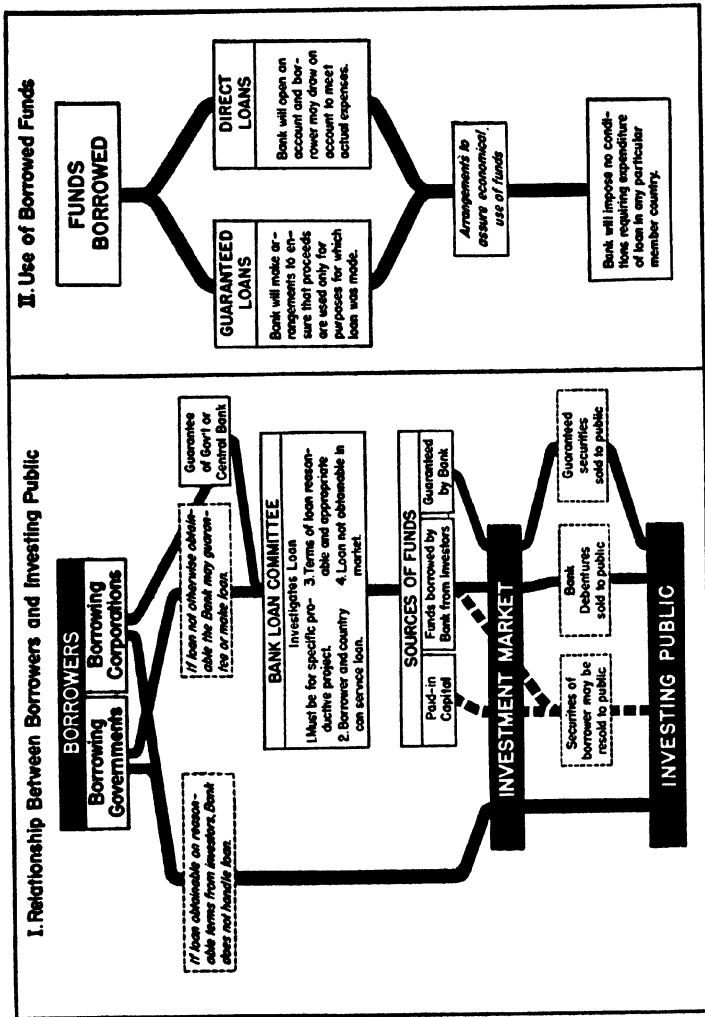 I. Relationship Between Borrowers and Investing Public
BORROWERS
Borrowing
Governments
Borrowing
Corporations
If loan obtainable on reason-
able terms from investors, Bank
does not handle loan.
If loan not otherwise obtain-
able the Bank may guaran-
tee or make loan.
Guarantee
of Gov't or
Central Bank
BANK LOAN COMMITTEE
Investigates Loan
1. Must be for specific pro-
ductive project.
2. Borrower and country
can service loan.
3. Terms of loan reason-
able and appropriate
4. Loan not obtainable in
market.
SOURCES OF FUNDS
Paid-in
Capital
Funds borrowed by
Bank from Investors
Guaranteed
by Bank
INVESTMENT MARKET
Securities of
borrower may be
resold to public
Bank
Debentures
sold to public
Guaranteed
securities
sold to public
INVESTING PUBLIC
II. Use of Borrowed Funds
FUNDS
BORROWED
GUARANTEED
LOANS
Bank will make ar-
rangements to en-
sure that proceeds
are used only for
purposes for which
loan was made.
DIRECT
LOANS
Bank will open an
account and bor-
rower may draw on
account to meet
actual expenses.
Arrangements to
assure economical
use of funds
Bank will impose no condi-
tions requiring expenditure
of loan in any particular
member country.